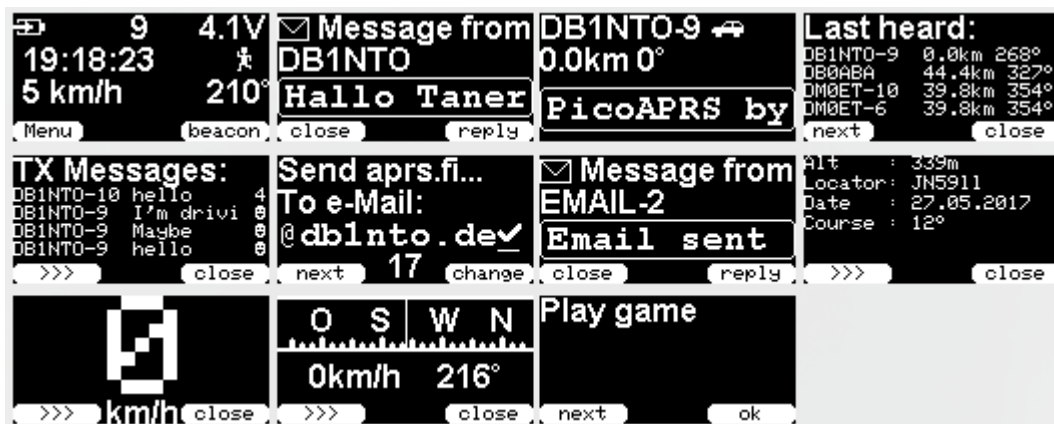 9 4.1V
19:18:23
5 km/h 210°
Menu beacon
Message from
DB1NTO
Hallo Taner
close reply
DB1NTO-9
0.0km 0°
PicoAPRS by
Last heard:
DB1NTO-9 0.0km 268°
DB0ABA 44.4km 327°
DM0ET-10 39.8km 354°
DM0ET-6 39.8km 354°
next close
TX Messages:
DB1NTO-10 hello 4
DB1NTO-9 I'm drivi
DB1NTO-9 Maybe
DB1NTO-9 hello
>>> close
Send aprs.fi...
To e-Mail:
@db1nto.de✓
next 17 change
Message from
EMAIL-2
Email sent
close reply
Alt : 339m
Locator: JN5911
Date : 27.05.2017
Course : 12°
>>> close
0
>>> km/h close
O S W N
0km/h 216°
>>> close
Play game
next ok